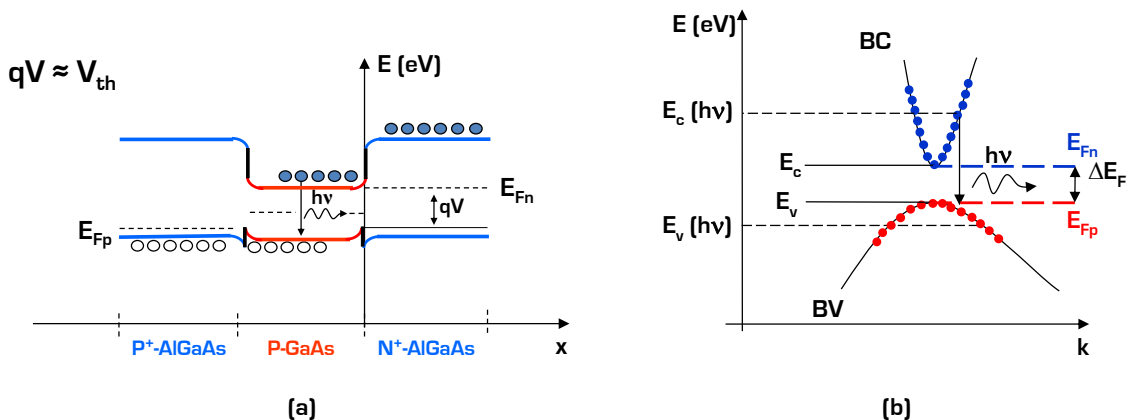 qV ≈ Vth
E (eV)
EFn
hν
qV
EFp
P+-AlGaAs
P-GaAs
N+-AlGaAs
x
(a)
E (eV)
BC
Ec (hν)
EFn
hν
Ec
ΔEF
Ev
EFp
Ev (hν)
BV
k
(b)